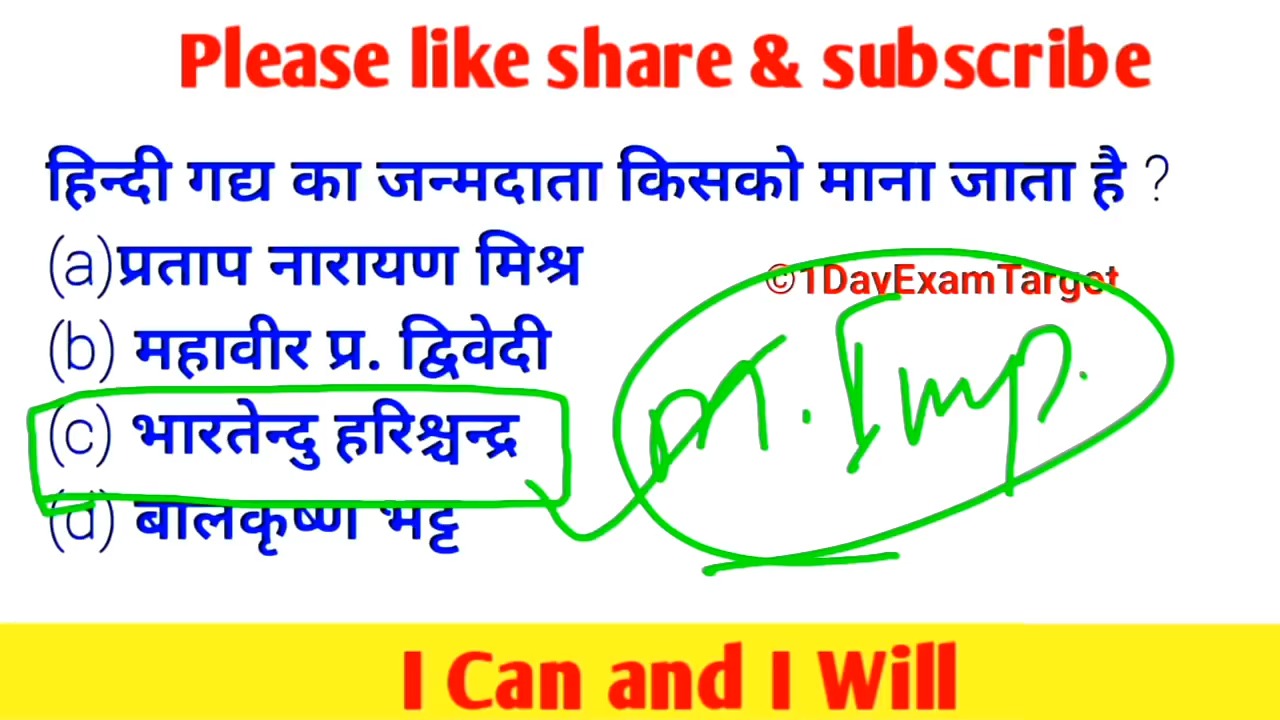 Please like share & subscribe
हिन्दी गद्य का जन्मदाता किसको माना जाता है ?
(a)प्रताप नारायण मिश्र
©1DayExamTarget
(b) महावीर प्र. द्विवेदी
Imp.
(c) भारतेन्दु हरिश्चन्द्र
(d) बालकृष्ण भट्ट
I Can and I Will